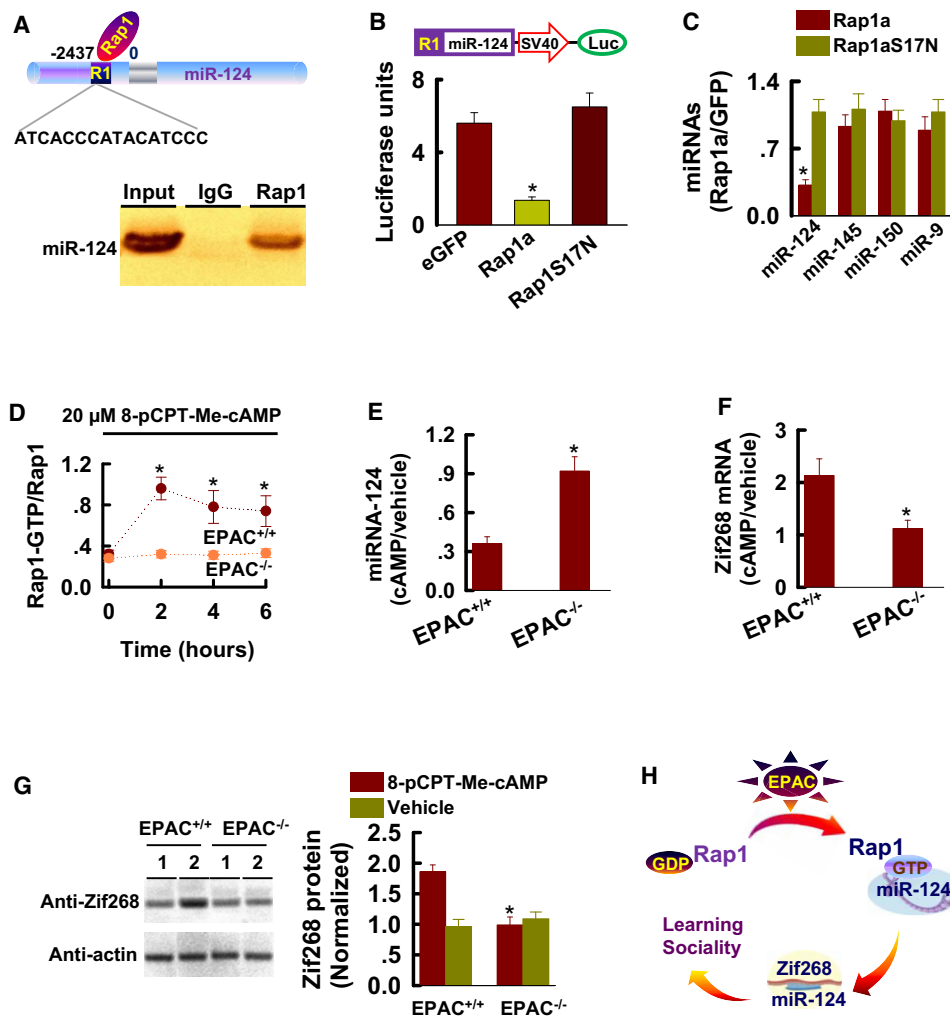 A
Rap1
-2437
0
R1
miR-124
ATCACCCATACATCCC
Input IgG Rap1
miR-124
B
R1 miR-124 SV40 Luc
Luciferase units
6
4
2
0
*
eGFP
Rap1a
Rap1S17N
C
Rap1a
Rap1aS17N
miRNAs
(Rap1a/GFP)
1.4
.7
0.0
*
miR-124
miR-145
miR-150
miR-9
D
20 µM 8-pCPT-Me-cAMP
Rap1-GTP/Rap1
1.2
.8
.4
0.0
* * *
EPAC+/+
EPAC-/-
0 2 4 6
Time (hours)
E
miRNA-124
(cAMP/vehicle)
1.2
.9
.6
.3
0.0
*
EPAC+/+
EPAC-/-
F
Zif268 mRNA
(cAMP/vehicle)
3
2
1
0
*
EPAC+/+
EPAC-/-
G
EPAC+/+ EPAC-/-
1 2 1 2
Anti-Zif268
Anti-actin
8-pCPT-Me-cAMP
Vehicle
Zif268 protein
(Normalized)
2.5
2.0
1.5
1.0
.5
.0
*
EPAC+/+ EPAC-/-
H
EPAC
GDP Rap1
Rap1
GTP
miR-124
Learning
Sociality
Zif268
miR-124